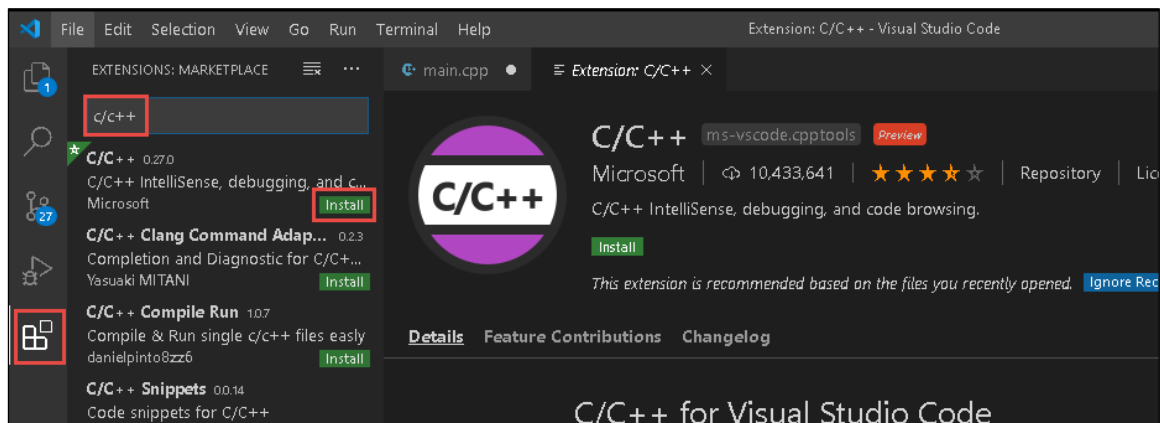 File Edit Selection View Go Run Terminal Help
Extension: C/C++ - Visual Studio Code
EXTENSIONS: MARKETPLACE
main.cpp
Extension: C/C++
1
27
c/c++
C/C++ 0.27.0
C/C++ IntelliSense, debugging, and c...
Microsoft Install
C/C++ Clang Command Adap... 0.2.3
Completion and Diagnostic for C/C+...
Yasuaki MITANI Install
C/C++ Compile Run 1.0.7
Compile & Run single c/c++ files easly
danielpinto8zz6 Install
C/C++ Snippets 0.0.14
Code snippets for C/C++
C/C++
C/C++ ms-vscode.cpptools Preview
Microsoft 10,433,641 Repository Lic
C/C++ IntelliSense, debugging, and code browsing.
Install
This extension is recommended based on the files you recently opened. Ignore Rec
Details Feature Contributions Changelog
C/C++ for Visual Studio Code